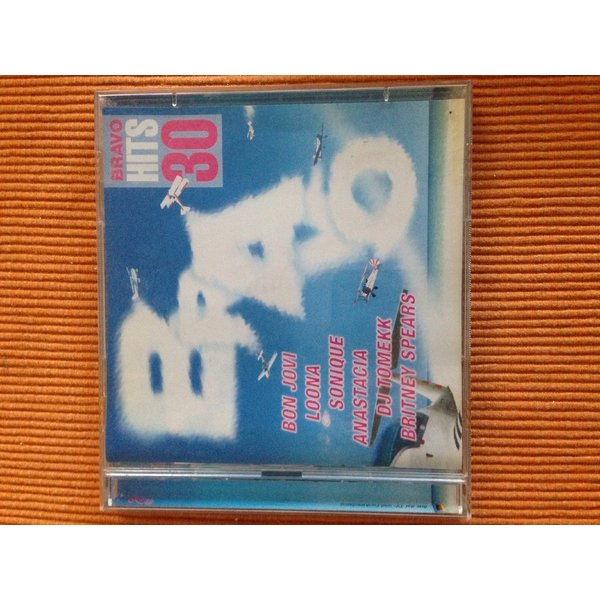 BRAVO
HITS
30
BRAVO
BON JOVI
LOONA
SONIQUE
ANASTACIA
DJ TOMEKK
BRITNEY SPEARS